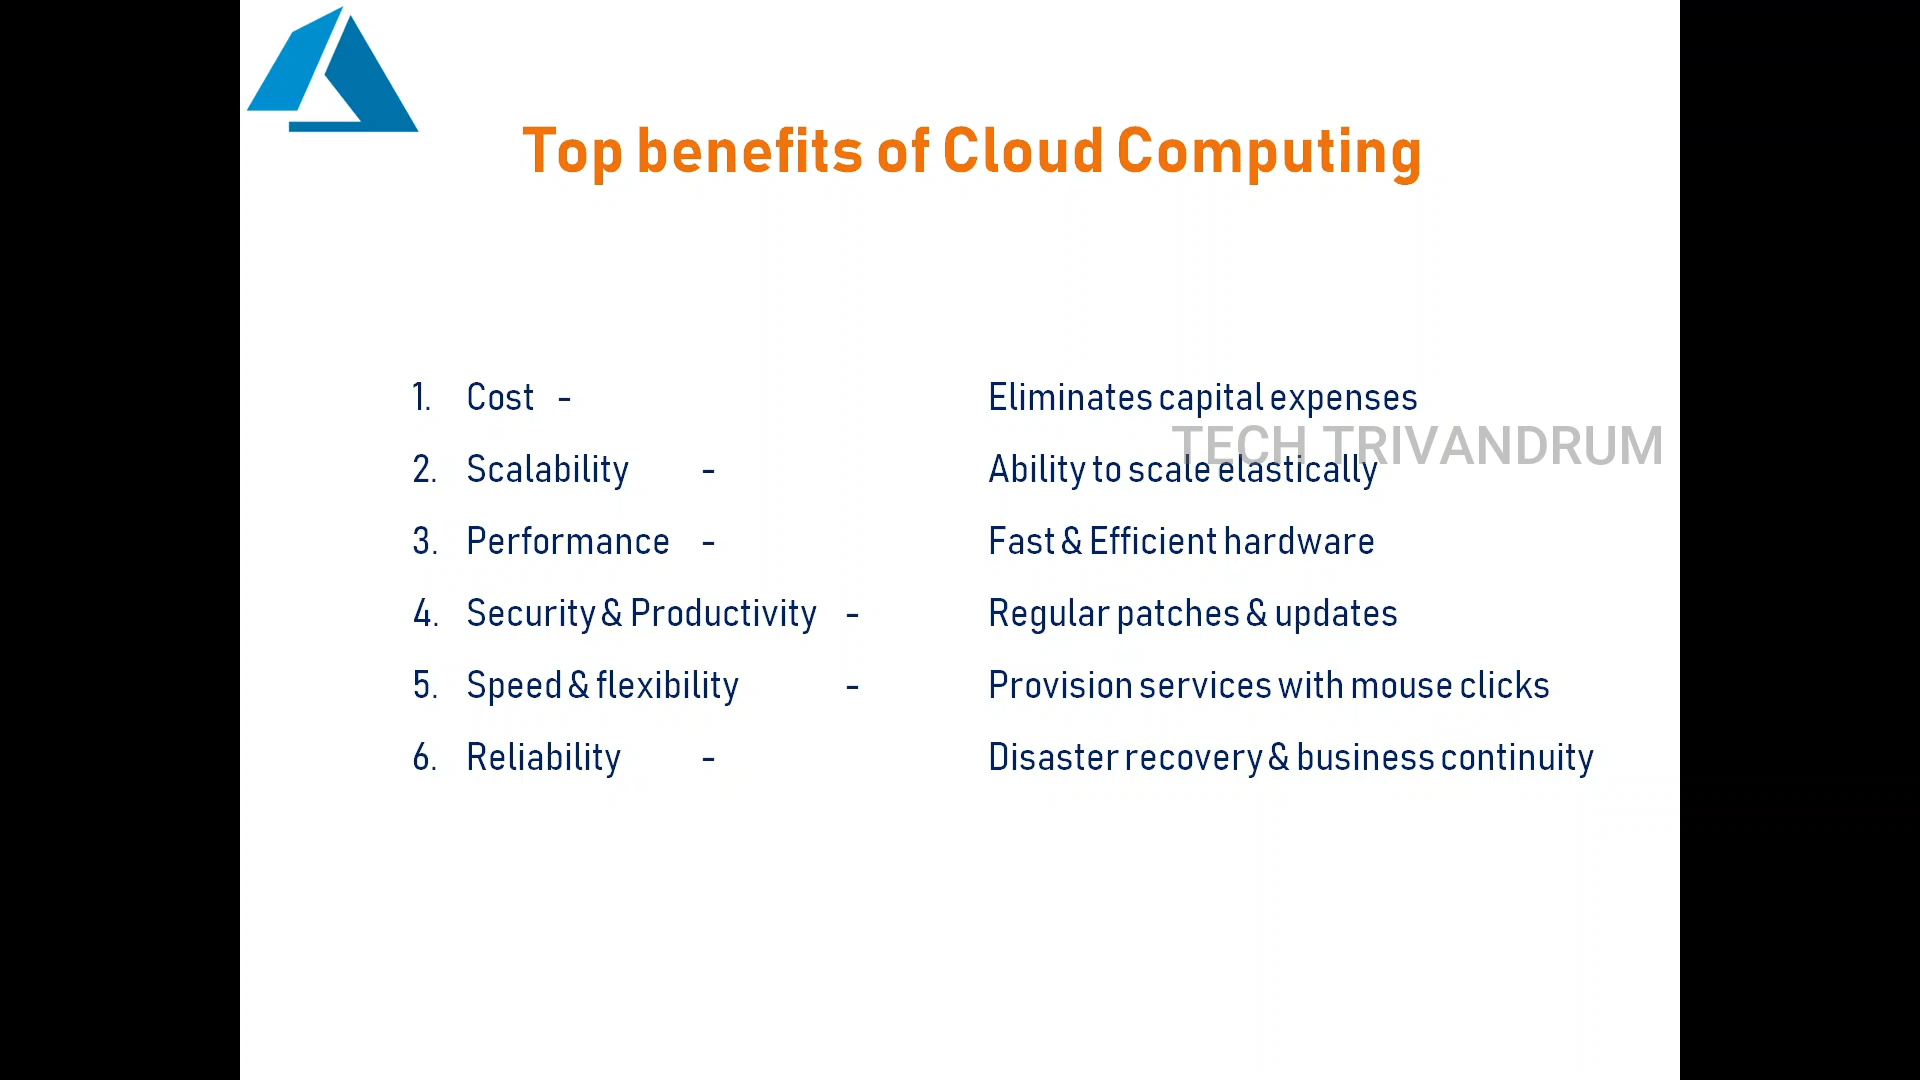 Top benefits of Cloud Computing
1. Cost - Eliminates capital expenses
TECH TRIVANDRUM
2. Scalability - Ability to scale elastically
3. Performance - Fast & Efficient hardware
4. Security & Productivity - Regular patches & updates
5. Speed & flexibility - Provision services with mouse clicks
6. Reliability - Disaster recovery & business continuity